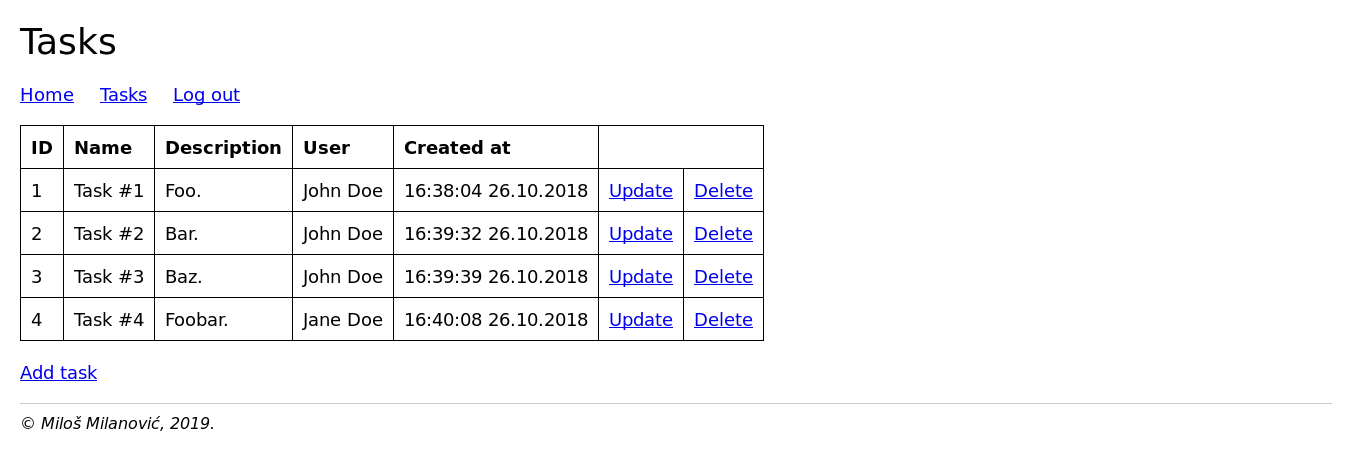 Tasks
Home Tasks Log out
ID Name Description User Created at
1 Task #1 Foo. John Doe 16:38:04 26.10.2018 Update Delete
2 Task #2 Bar. John Doe 16:39:32 26.10.2018 Update Delete
3 Task #3 Baz. John Doe 16:39:39 26.10.2018 Update Delete
4 Task #4 Foobar. Jane Doe 16:40:08 26.10.2018 Update Delete
Add task
© Miloš Milanović, 2019.